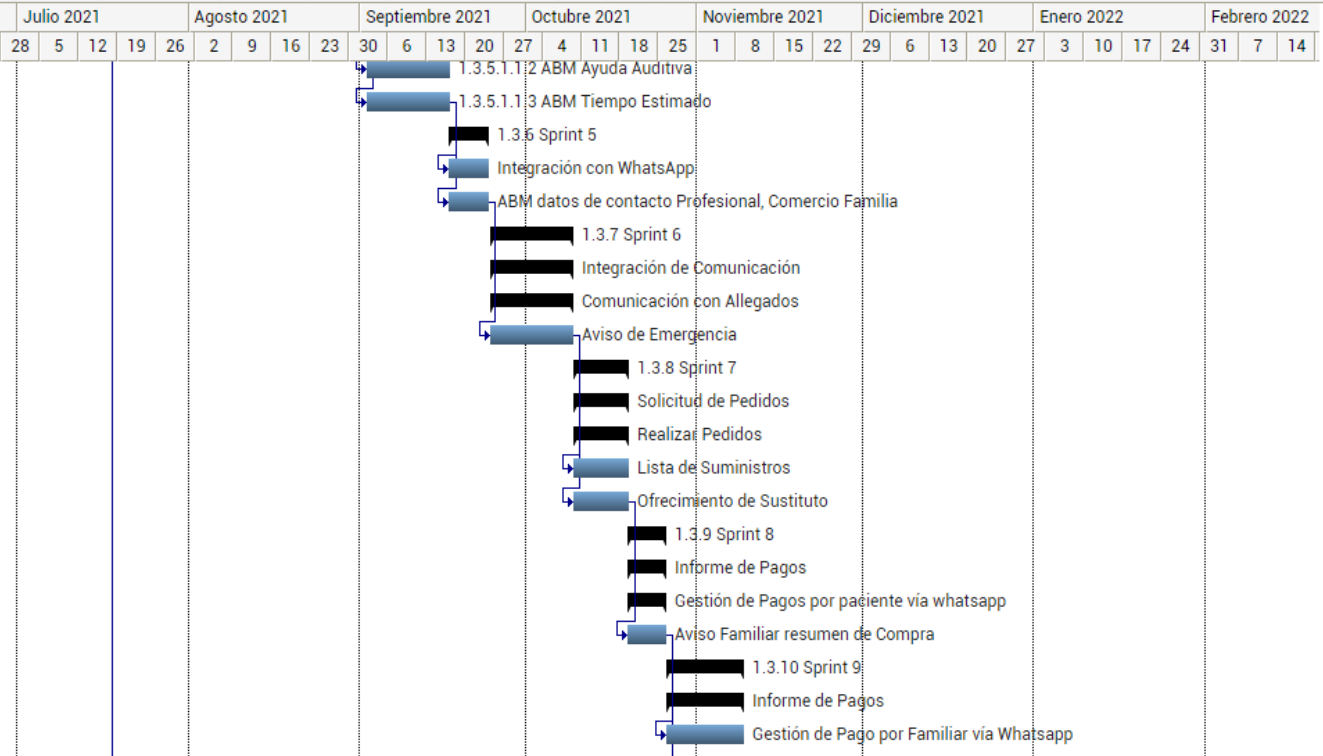 Julio 2021 Agosto 2021 Septiembre 2021 Octubre 2021 Noviembre 2021 Diciembre 2021 Enero 2022 Febrero 2022
28 5 12 19 26 2 9 16 23 30 6 13 20 27 4 11 18 25 1 8 15 22 29 6 13 20 27 3 10 17 24 31 7 14
1.3.5.1.1.2 ABM Ayuda Auditiva
1.3.5.1.1.3 ABM Tiempo Estimado
1.3.6 Sprint 5
Integración con WhatsApp
ABM datos de contacto Profesional, Comercio Familia
1.3.7 Sprint 6
Integración de Comunicación
Comunicación con Allegados
Aviso de Emergencia
1.3.8 Sprint 7
Solicitud de Pedidos
Realizar Pedidos
Lista de Suministros
Ofrecimiento de Sustituto
1.3.9 Sprint 8
Informe de Pagos
Gestión de Pagos por paciente vía whatsapp
Aviso Familiar resumen de Compra
1.3.10 Sprint 9
Informe de Pagos
Gestión de Pago por Familiar vía Whatsapp